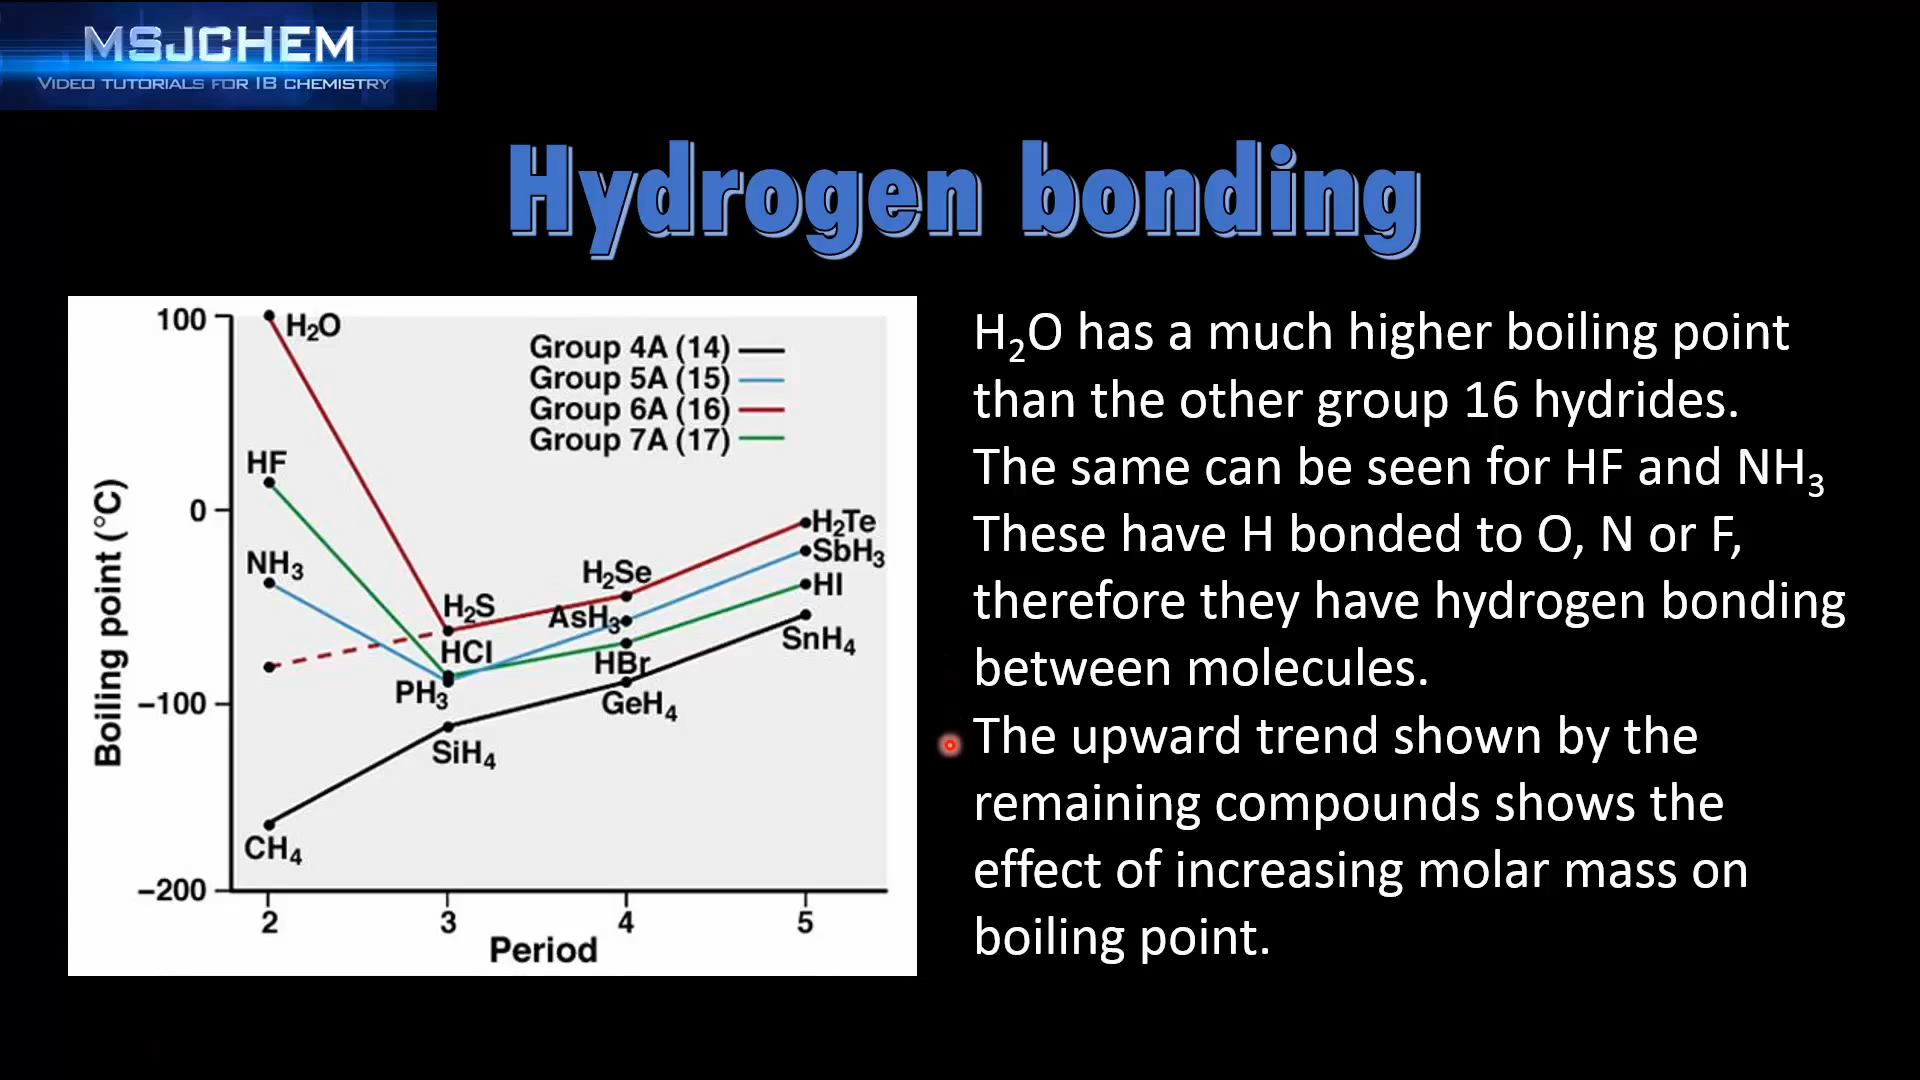 MSJCHEM
VIDEO TUTORIALS FOR IB CHEMISTRY
Hydrogen bonding
100
H₂O
Group 4A (14)
Group 5A (15)
Group 6A (16)
Group 7A (17)
HF
0
NH₃
H₂Te
SbH₃
HI
H₂Se
H₂S
AsH₃
SnH₄
HCl
HBr
PH₃
GeH₄
−100
SiH₄
CH₄
−200
2 3 4 5
Period
Boiling point (°C)
H₂O has a much higher boiling point
than the other group 16 hydrides.
The same can be seen for HF and NH₃
These have H bonded to O, N or F,
therefore they have hydrogen bonding
between molecules.
The upward trend shown by the
remaining compounds shows the
effect of increasing molar mass on
boiling point.